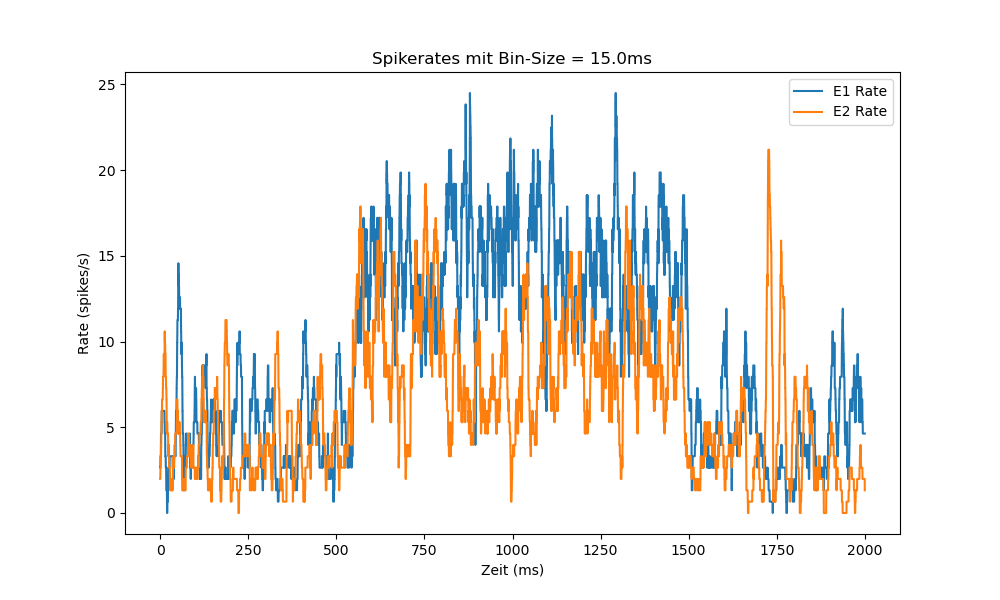 Spikerates mit Bin-Size = 15.0ms
E1 Rate
E2 Rate
25
20
15
10
5
0
Rate (spikes/s)
0 250 500 750 1000 1250 1500 1750 2000
Zeit (ms)